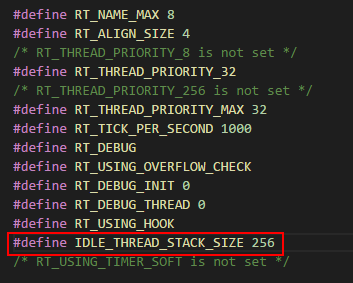 #define RT_NAME_MAX 8
#define RT_ALIGN_SIZE 4
/* RT_THREAD_PRIORITY_8 is not set */
#define RT_THREAD_PRIORITY_32
/* RT_THREAD_PRIORITY_256 is not set */
#define RT_THREAD_PRIORITY_MAX 32
#define RT_TICK_PER_SECOND 1000
#define RT_DEBUG
#define RT_USING_OVERFLOW_CHECK
#define RT_DEBUG_INIT 0
#define RT_DEBUG_THREAD 0
#define RT_USING_HOOK
#define IDLE_THREAD_STACK_SIZE 256
/* RT_USING_TIMER_SOFT is not set */